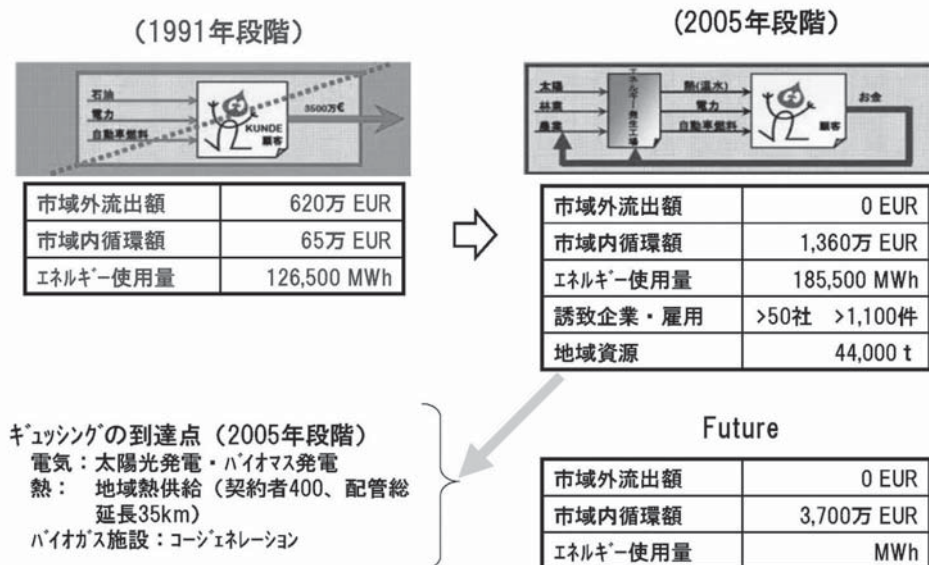 (1991年段階)
石油
電力
自動車燃料
KUNDE
顧客
3500万€
市域外流出額 620万 EUR
市域内循環額 65万 EUR
エネルギー使用量 126,500 MWh
(2005年段階)
太陽
林業
農業
エネルギー発生工場
熱(温水)
電力
自動車燃料
顧客
お金
市域外流出額 0 EUR
市域内循環額 1,360万 EUR
エネルギー使用量 185,500 MWh
誘致企業・雇用 >50社 >1,100件
地域資源 44,000 t
ギュッシングの到達点(2005年段階)
電気:太陽光発電・バイオマス発電
熱: 地域熱供給(契約者400、配管総
延長35km)
バイオガス施設:コージェネレーション
Future
市域外流出額 0 EUR
市域内循環額 3,700万 EUR
エネルギー使用量 MWh